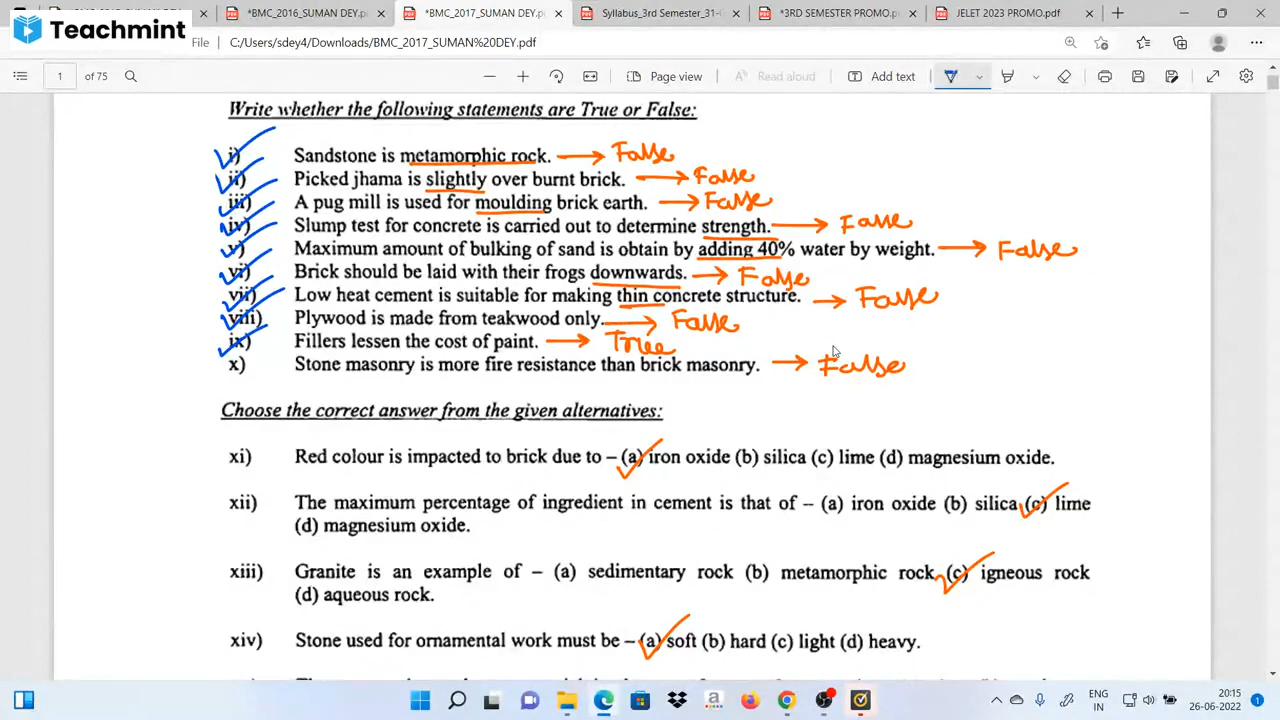 *BMC_2016_SUMAN DEY.pdf
*BMC_2017_SUMAN DEY.pdf
Syllabus_3rd Semester_31-
*3RD SEMESTER PROMO.p
JELET 2023 PROMO.pdf
Teachmint
File
C:/Users/sdey4/Downloads/BMC_2017_SUMAN%20DEY.pdf
1 of 75
Page view
Read aloud
Add text
Write whether the following statements are True or False:
i) Sandstone is metamorphic rock. → False
ii) Picked jhama is slightly over burnt brick. → False
iii) A pug mill is used for moulding brick earth. → False
iv) Slump test for concrete is carried out to determine strength. → False
v) Maximum amount of bulking of sand is obtain by adding 40% water by weight. → False
vi) Brick should be laid with their frogs downwards. → False
vii) Low heat cement is suitable for making thin concrete structure. → False
viii) Plywood is made from teakwood only. → False
ix) Fillers lessen the cost of paint. → True
x) Stone masonry is more fire resistance than brick masonry. → False
Choose the correct answer from the given alternatives:
xi) Red colour is impacted to brick due to – (a) iron oxide (b) silica (c) lime (d) magnesium oxide.
xii) The maximum percentage of ingredient in cement is that of – (a) iron oxide (b) silica (c) lime
(d) magnesium oxide.
xiii) Granite is an example of – (a) sedimentary rock (b) metamorphic rock (c) igneous rock
(d) aqueous rock.
xiv) Stone used for ornamental work must be – (a) soft (b) hard (c) light (d) heavy.
ENG
IN
20:15
26-06-2022